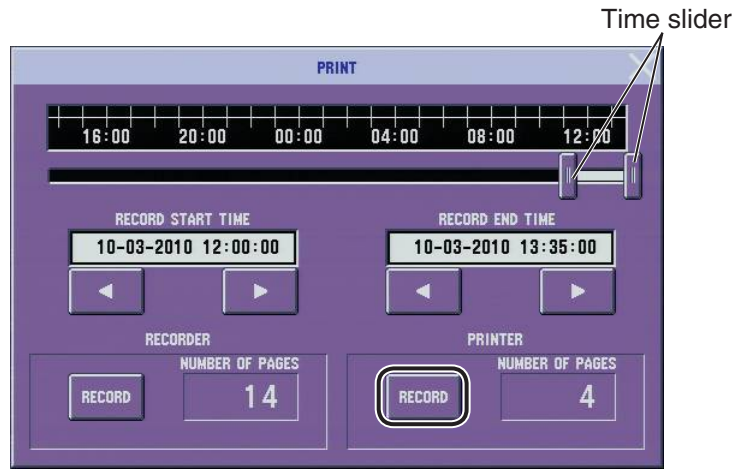 Time slider
PRINT
16:00 20:00 00:00 04:00 08:00 12:00
RECORD START TIME RECORD END TIME
10-03-2010 12:00:00 10-03-2010 13:35:00
RECORDER PRINTER
NUMBER OF PAGES NUMBER OF PAGES
RECORD 14 RECORD 4